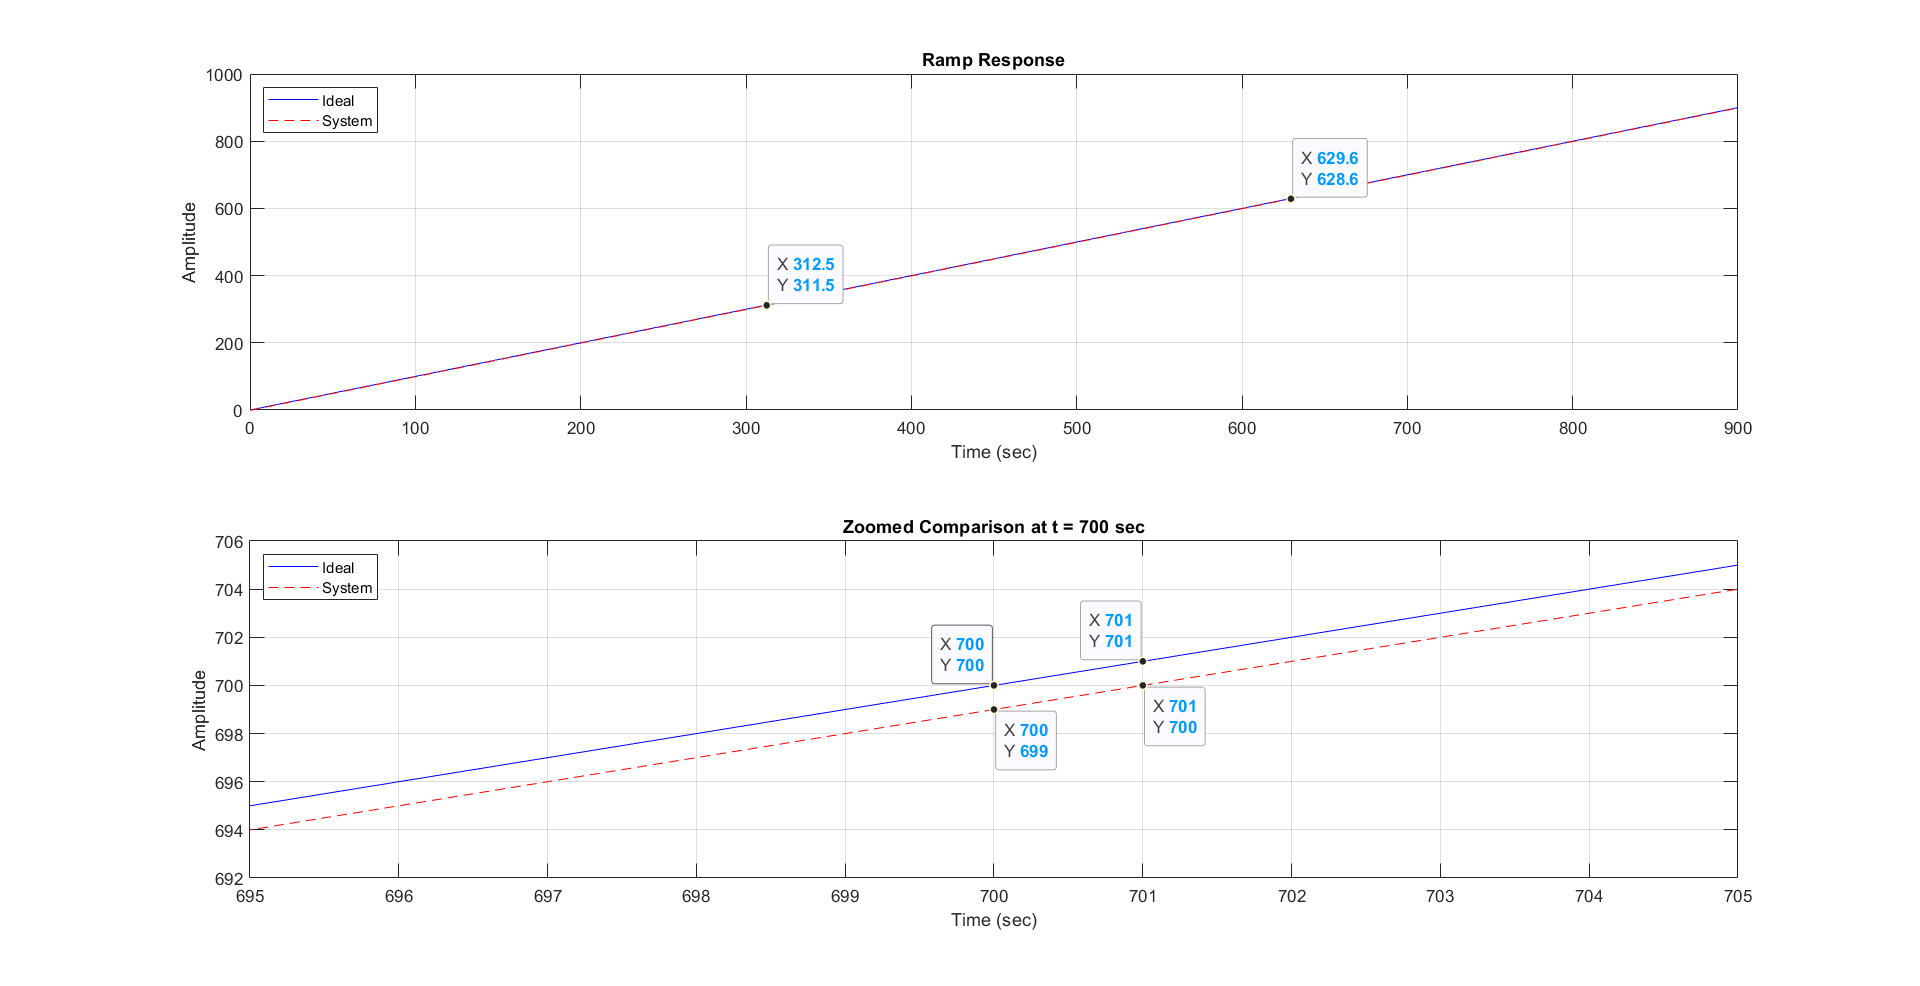 Ramp Response
1000
800
600
400
200
0
Amplitude
Ideal
System
X 312.5
Y 311.5
X 629.6
Y 628.6
0 100 200 300 400 500 600 700 800 900
Time (sec)
Zoomed Comparison at t = 700 sec
706
704
702
700
698
696
694
692
Amplitude
Ideal
System
X 700
Y 700
X 701
Y 701
X 700
Y 699
X 701
Y 700
695 696 697 698 699 700 701 702 703 704 705
Time (sec)